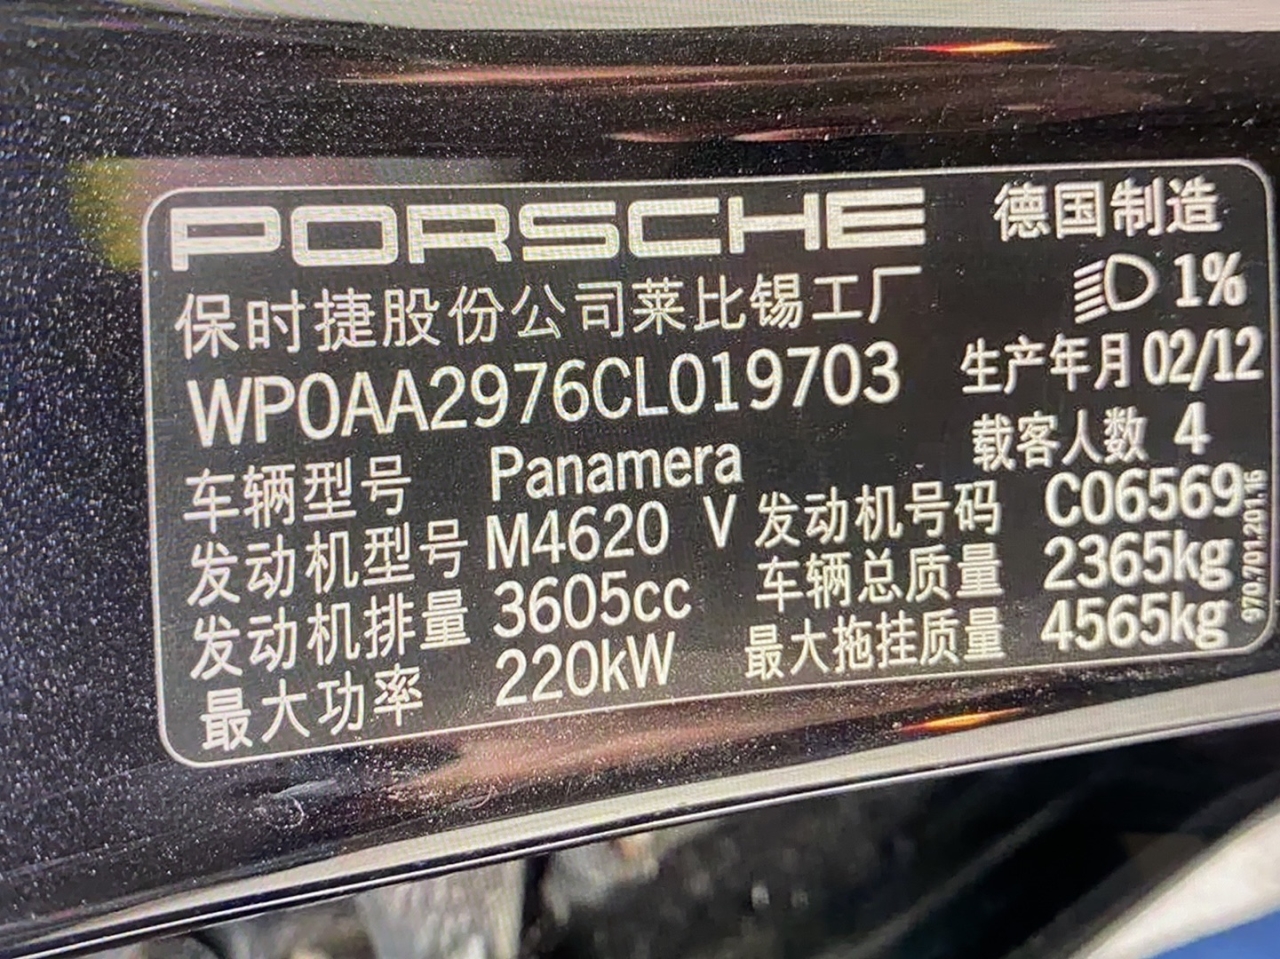 PORSCHE 德国制造
保时捷股份公司莱比锡工厂 1%
WP0AA2976CL019703 生产年月 02/12
载客人数 4
车辆型号 Panamera
发动机型号 M4620 V 发动机号码 C06569
发动机排量 3605cc 车辆总质量 2365kg
最大功率 220kW 最大拖挂质量 4565kg
970.701.201.16